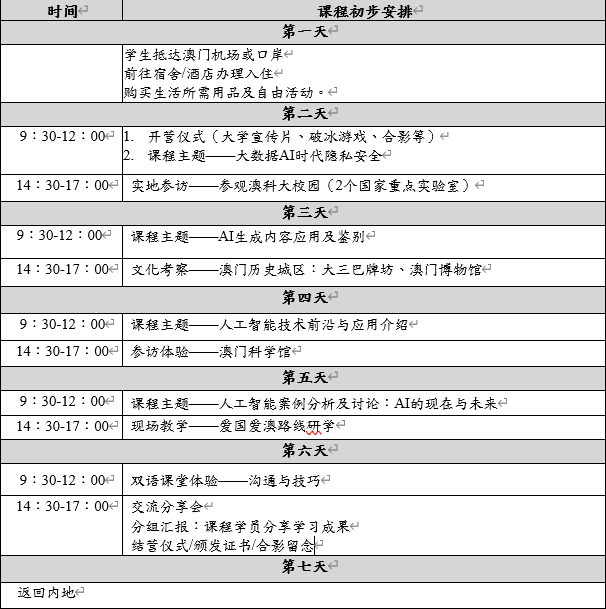 时间 课程初步安排
第一天
学生抵达澳门机场或口岸
前往宿舍/酒店办理入住
购买生活所需用品及自由活动。
第二天
9：30-12：00 1. 开营仪式（大学宣传片、破冰游戏、合影等）
2. 课程主题——大数据AI时代隐私安全
14：30-17：00 实地参访——参观澳科大校园（2个国家重点实验室）
第三天
9：30-12：00 课程主题——AI生成内容应用及鉴别
14：30-17：00 文化考察——澳门历史城区：大三巴牌坊、澳门博物馆
第四天
9：30-12：00 课程主题——人工智能技术前沿与应用介绍
14：30-17：00 参访体验——澳门科学馆
第五天
9：30-12：00 课程主题——人工智能案例分析及讨论：AI的现在与未来
14：30-17：00 现场教学——爱国爱澳路线研学
第六天
9：30-12：00 双语课堂体验——沟通与技巧
14：30-17：00 交流分享会
分组汇报：课程学员分享学习成果
结营仪式/颁发证书/合影留念
第七天
返回内地